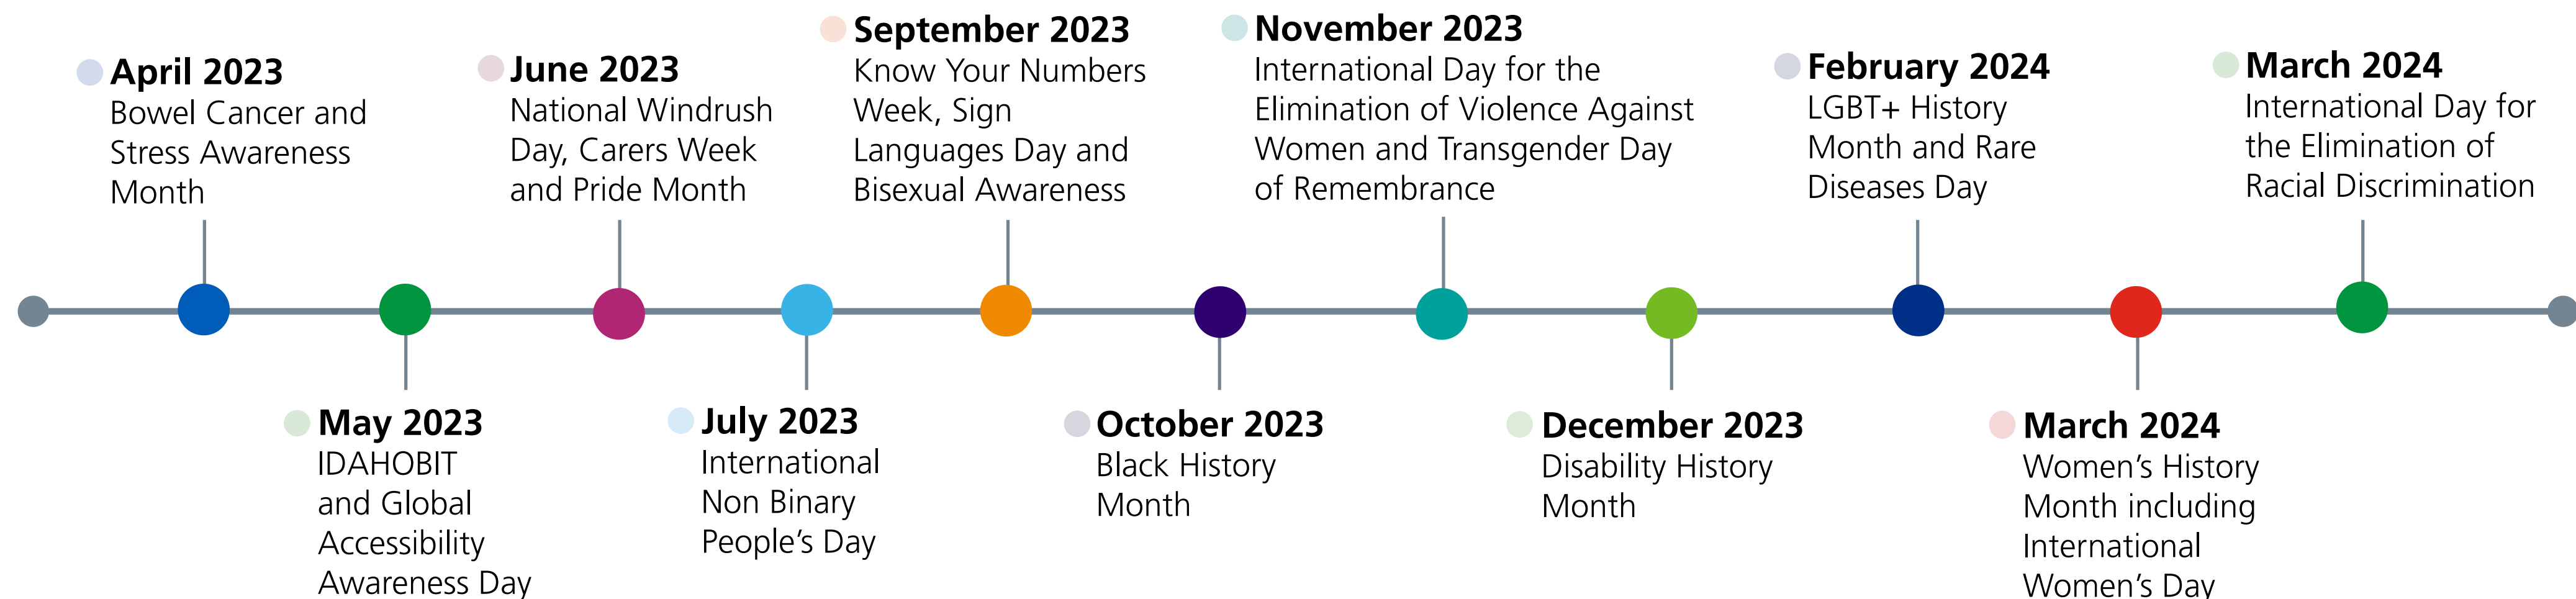 April 2023
Bowel Cancer and
Stress Awareness
Month
May 2023
IDAHOBIT
and Global
Accessibility
Awareness Day
June 2023
National Windrush
Day, Carers Week
and Pride Month
July 2023
International
Non Binary
People’s Day
September 2023
Know Your Numbers
Week, Sign
Languages Day and
Bisexual Awareness
October 2023
Black History
Month
November 2023
International Day for the
Elimination of Violence Against
Women and Transgender Day
of Remembrance
December 2023
Disability History
Month
February 2024
LGBT+ History
Month and Rare
Diseases Day
March 2024
Women’s History
Month including
International
Women’s Day
March 2024
International Day for
the Elimination of
Racial Discrimination